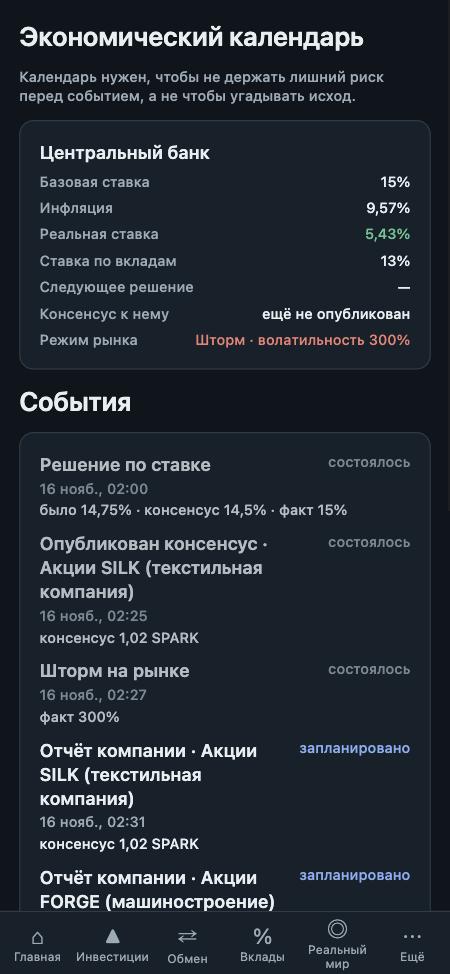 Экономический календарь
Календарь нужен, чтобы не держать лишний риск
перед событием, а не чтобы угадывать исход.
Центральный банк
Базовая ставка 15%
Инфляция 9,57%
Реальная ставка 5,43%
Ставка по вкладам 13%
Следующее решение —
Консенсус к нему ещё не опубликован
Режим рынка Шторм · волатильность 300%
События
Решение по ставке состоялось
16 нояб., 02:00
было 14,75% · консенсус 14,5% · факт 15%
Опубликован консенсус · состоялось
Акции SILK (текстильная
компания)
16 нояб., 02:25
консенсус 1,02 SPARK
Шторм на рынке состоялось
16 нояб., 02:27
факт 300%
Отчёт компании · Акции запланировано
SILK (текстильная
компания)
16 нояб., 02:31
консенсус 1,02 SPARK
Отчёт компании · Акции запланировано
FORGE (машиностроение)
Главная Инвестиции Обмен Вклады Реальный мир Ещё